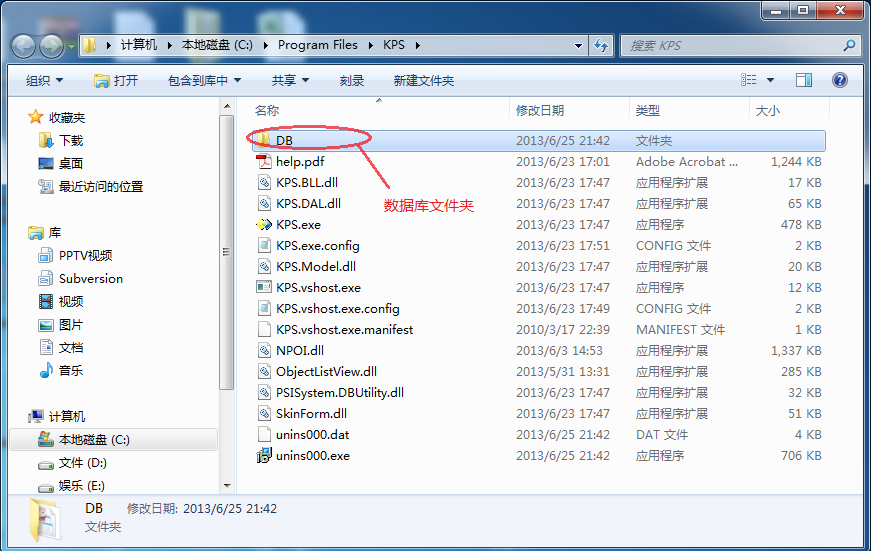 计算机 ▸ 本地磁盘 (C:) ▸ Program Files ▸ KPS ▸
搜索 KPS
组织 打开 包含到库中 共享 刻录 新建文件夹
名称 修改日期 类型 大小
收藏夹
下载
桌面
最近访问的位置
库
PPTV视频
Subversion
视频
图片
文档
音乐
计算机
本地磁盘 (C:)
文件 (D:)
娱乐 (E:)
DB 2013/6/25 21:42 文件夹
help.pdf 2013/6/23 17:01 Adobe Acrobat ... 1,244 KB
KPS.BLL.dll 2013/6/23 17:47 应用程序扩展 17 KB
KPS.DAL.dll 2013/6/23 17:47 应用程序扩展 65 KB
KPS.exe 2013/6/23 17:47 应用程序 478 KB
KPS.exe.config 2013/6/23 17:51 CONFIG 文件 2 KB
KPS.Model.dll 2013/6/23 17:47 应用程序扩展 20 KB
KPS.vshost.exe 2013/6/23 17:47 应用程序 12 KB
KPS.vshost.exe.config 2013/6/23 17:49 CONFIG 文件 2 KB
KPS.vshost.exe.manifest 2010/3/17 22:39 MANIFEST 文件 1 KB
NPOI.dll 2013/6/3 14:53 应用程序扩展 1,337 KB
ObjectListView.dll 2013/5/31 13:31 应用程序扩展 285 KB
PSISystem.DBUtility.dll 2013/6/23 17:47 应用程序扩展 32 KB
SkinForm.dll 2013/6/23 17:47 应用程序扩展 51 KB
unins000.dat 2013/6/25 21:42 DAT 文件 4 KB
unins000.exe 2013/6/25 21:42 应用程序 706 KB
数据库文件夹
DB 修改日期: 2013/6/25 21:42
文件夹